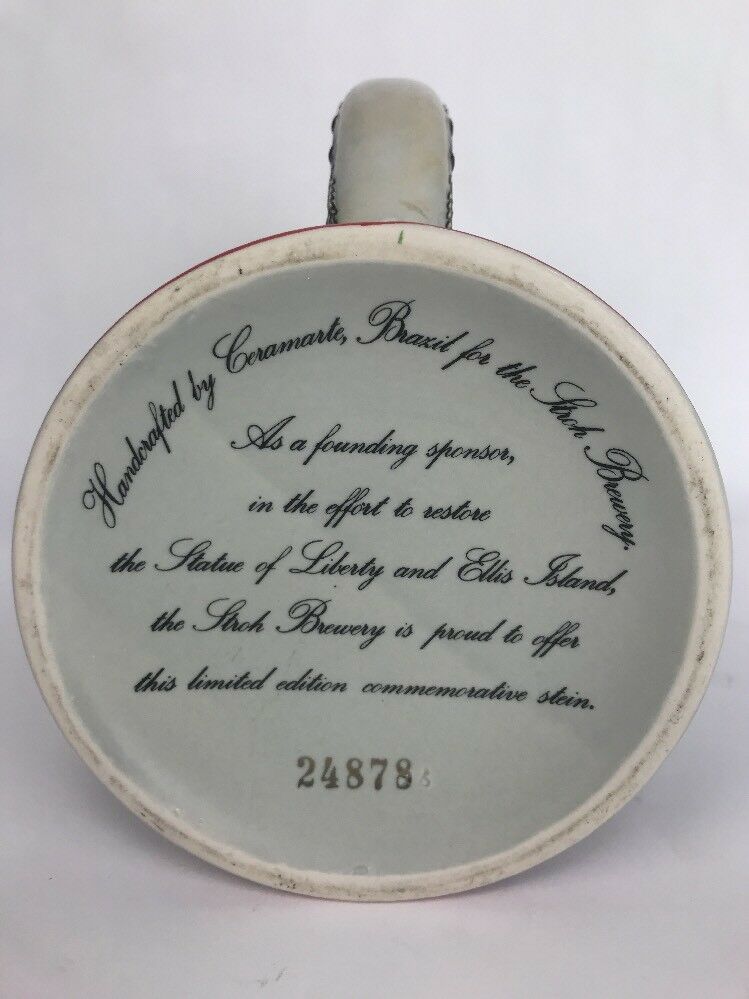 Handcrafted by Ceramarte, Brazil for the Stroh Brewery.
As a founding sponsor,
in the effort to restore
the Statue of Liberty and Ellis Island,
the Stroh Brewery is proud to offer
this limited edition commemorative stein.
24878